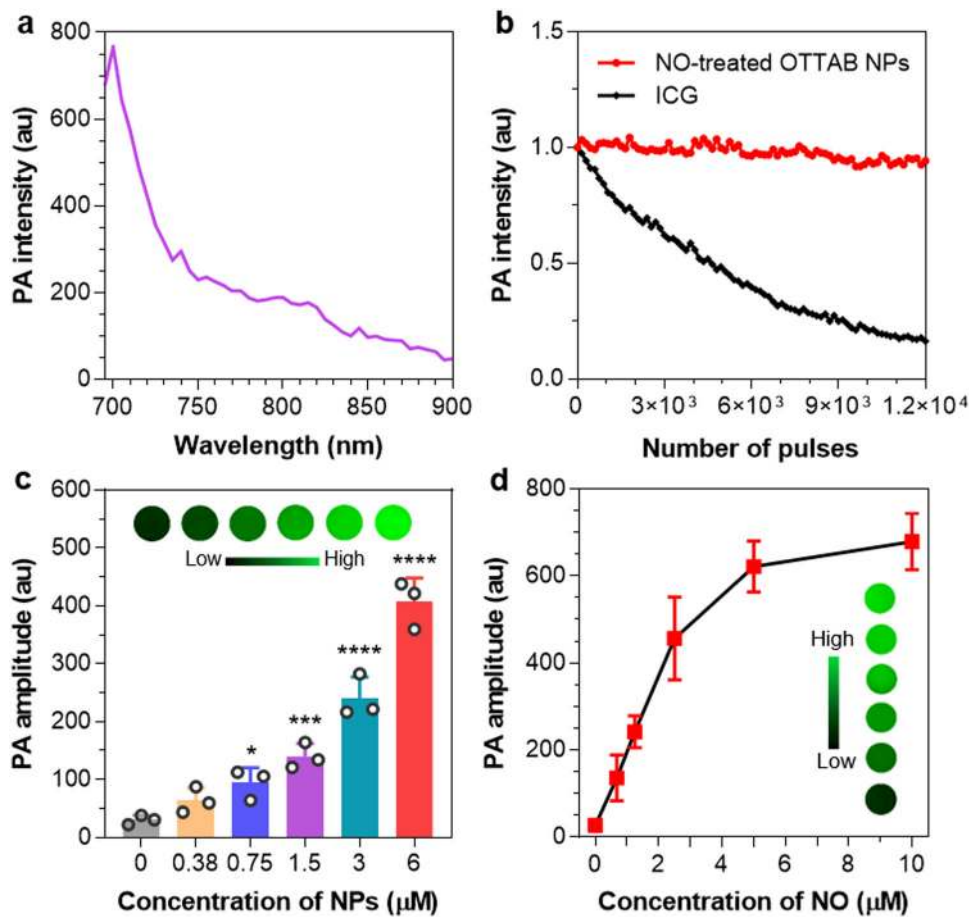 a
800
600
400
200
0
PA intensity (au)
700 750 800 850 900
Wavelength (nm)
b
1.5
1.0
0.5
0.0
PA intensity (au)
NO-treated OTTAB NPs
ICG
0 3×10³ 6×10³ 9×10³ 1.2×10⁴
Number of pulses
c
600
500
400
300
200
100
0
PA amplitude (au)
Low High
* *** **** ****
0 0.38 0.75 1.5 3 6
Concentration of NPs (μM)
d
800
600
400
200
0
PA amplitude (au)
High
Low
0 2 4 6 8 10
Concentration of NO (μM)